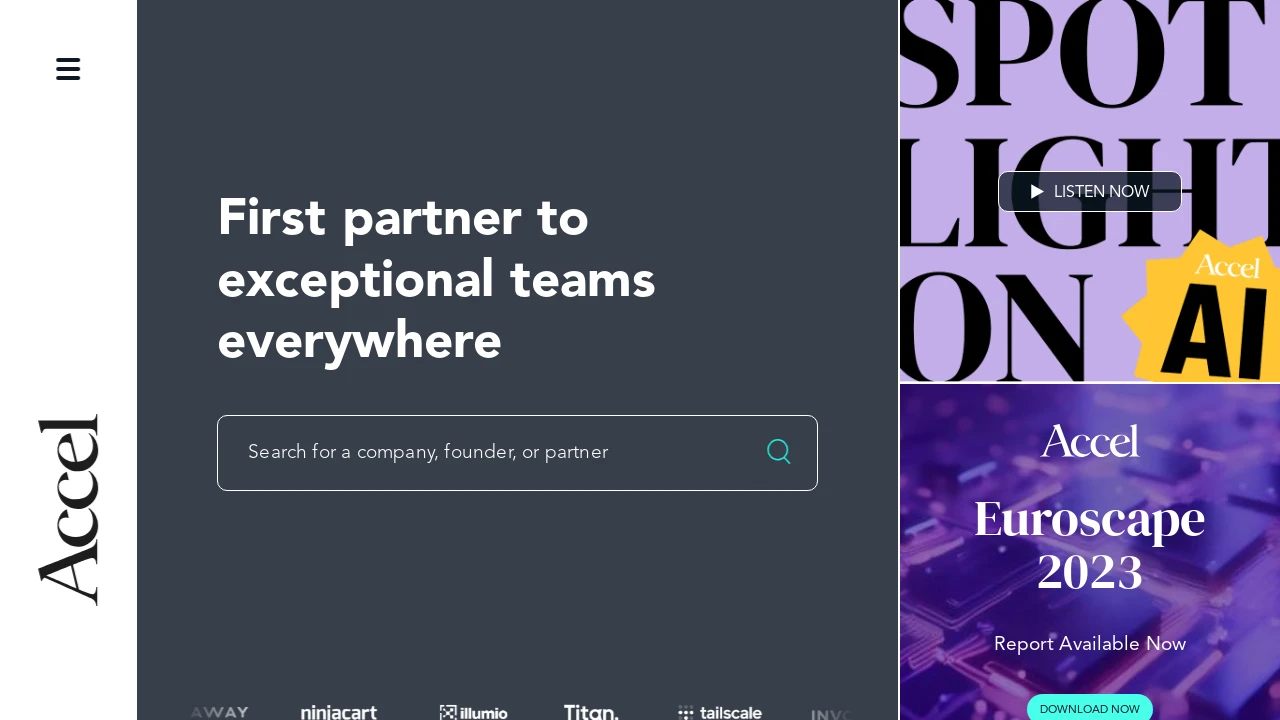 Accel
First partner to
exceptional teams
everywhere
Search for a company, founder, or partner
AWAY
ninjacart
illumio
Titan.
tailscale
SPOT
LIGHT
LISTEN NOW
ON
Accel
AI
Accel
Euroscape
2023
Report Available Now
DOWNLOAD NOW